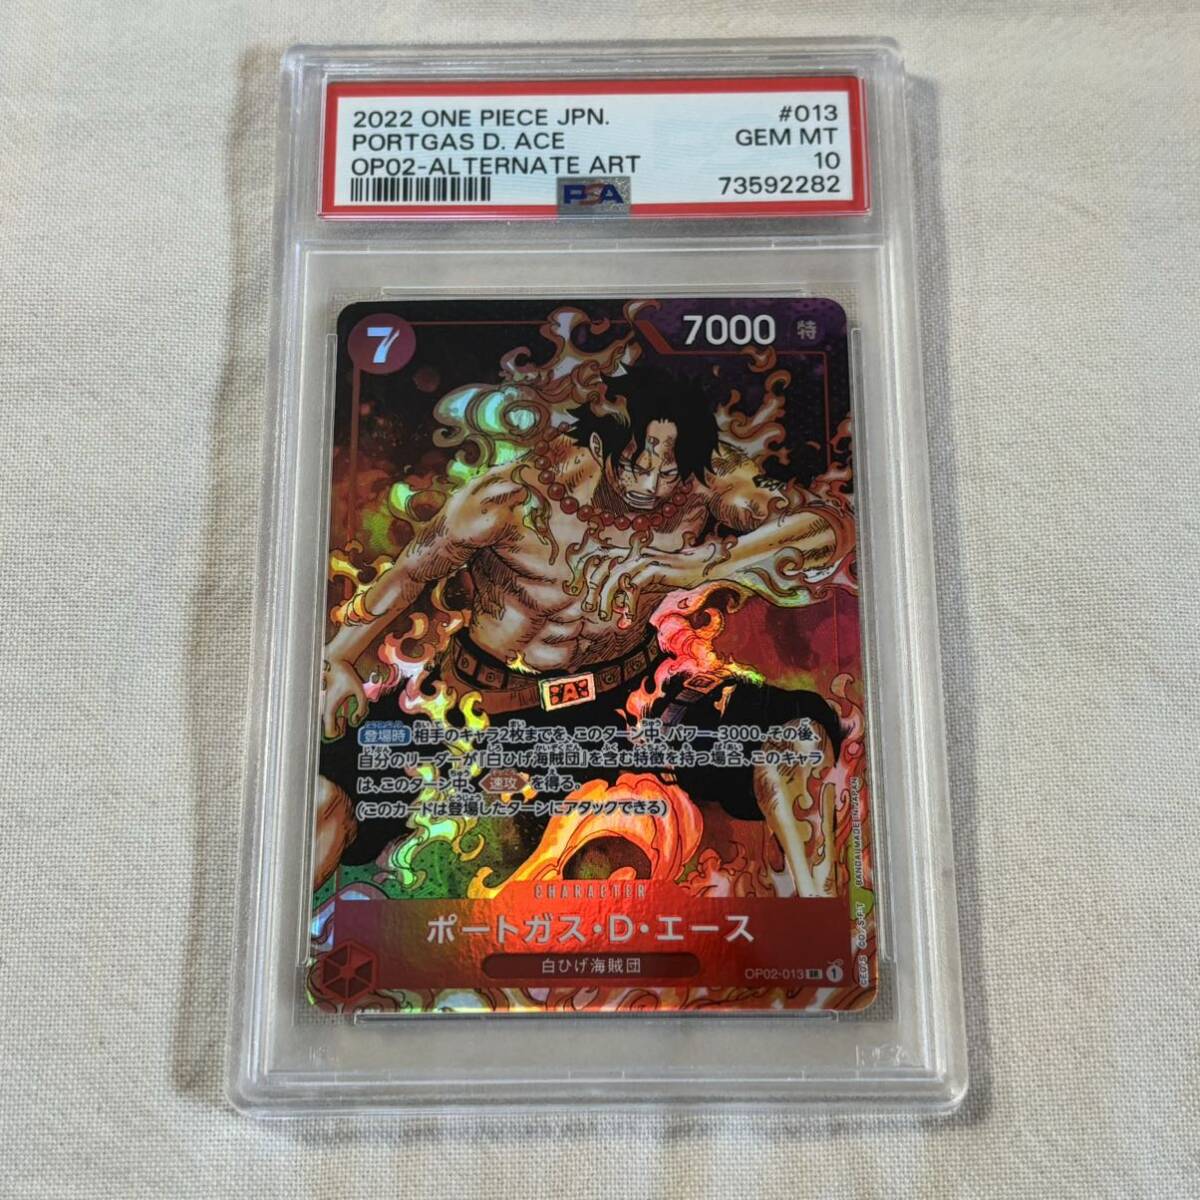 2022 ONE PIECE JPN.
#013
PORTGAS D. ACE
GEM MT
OP02-ALTERNATE ART
10
PSA
73592282
7
7000
特
A
登場時 相手のキャラ2枚までを、このターン中、パワー-3000。その後、
自分のリーダーが『白ひげ海賊団』を含む特徴を持つ場合、このキャラ
は、このターン中、速攻を得る。
(このカードは登場したターンにアタックできる)
CHARACTER
ポートガス・D・エース
白ひげ海賊団
OP02-013 SR 1
BANDAI MADE IN JAPAN